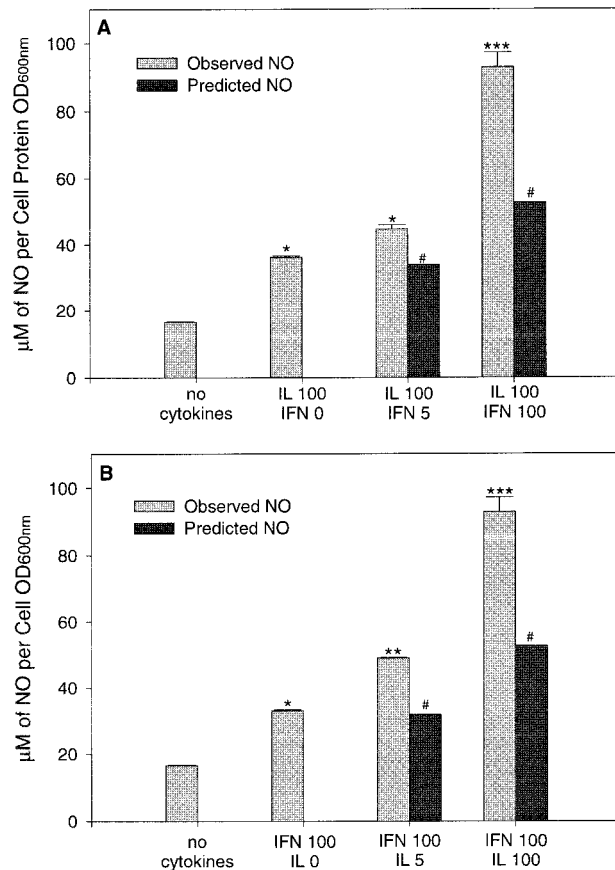 A
Observed NO
Predicted NO
μM of NO per Cell Protein OD600nm
100
80
60
40
20
0
*
*
#
***
#
no cytokines
IL 100 IFN 0
IL 100 IFN 5
IL 100 IFN 100
B
Observed NO
Predicted NO
μM of NO per Cell OD600nm
100
80
60
40
20
0
*
**
#
***
#
no cytokines
IFN 100 IL 0
IFN 100 IL 5
IFN 100 IL 100